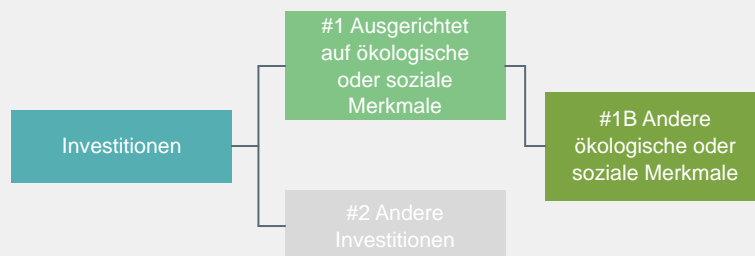 #1 Ausgerichtet
auf ökologische
oder soziale
Merkmale
Investitionen
#1B Andere
ökologische oder
soziale Merkmale
#2 Andere
Investitionen